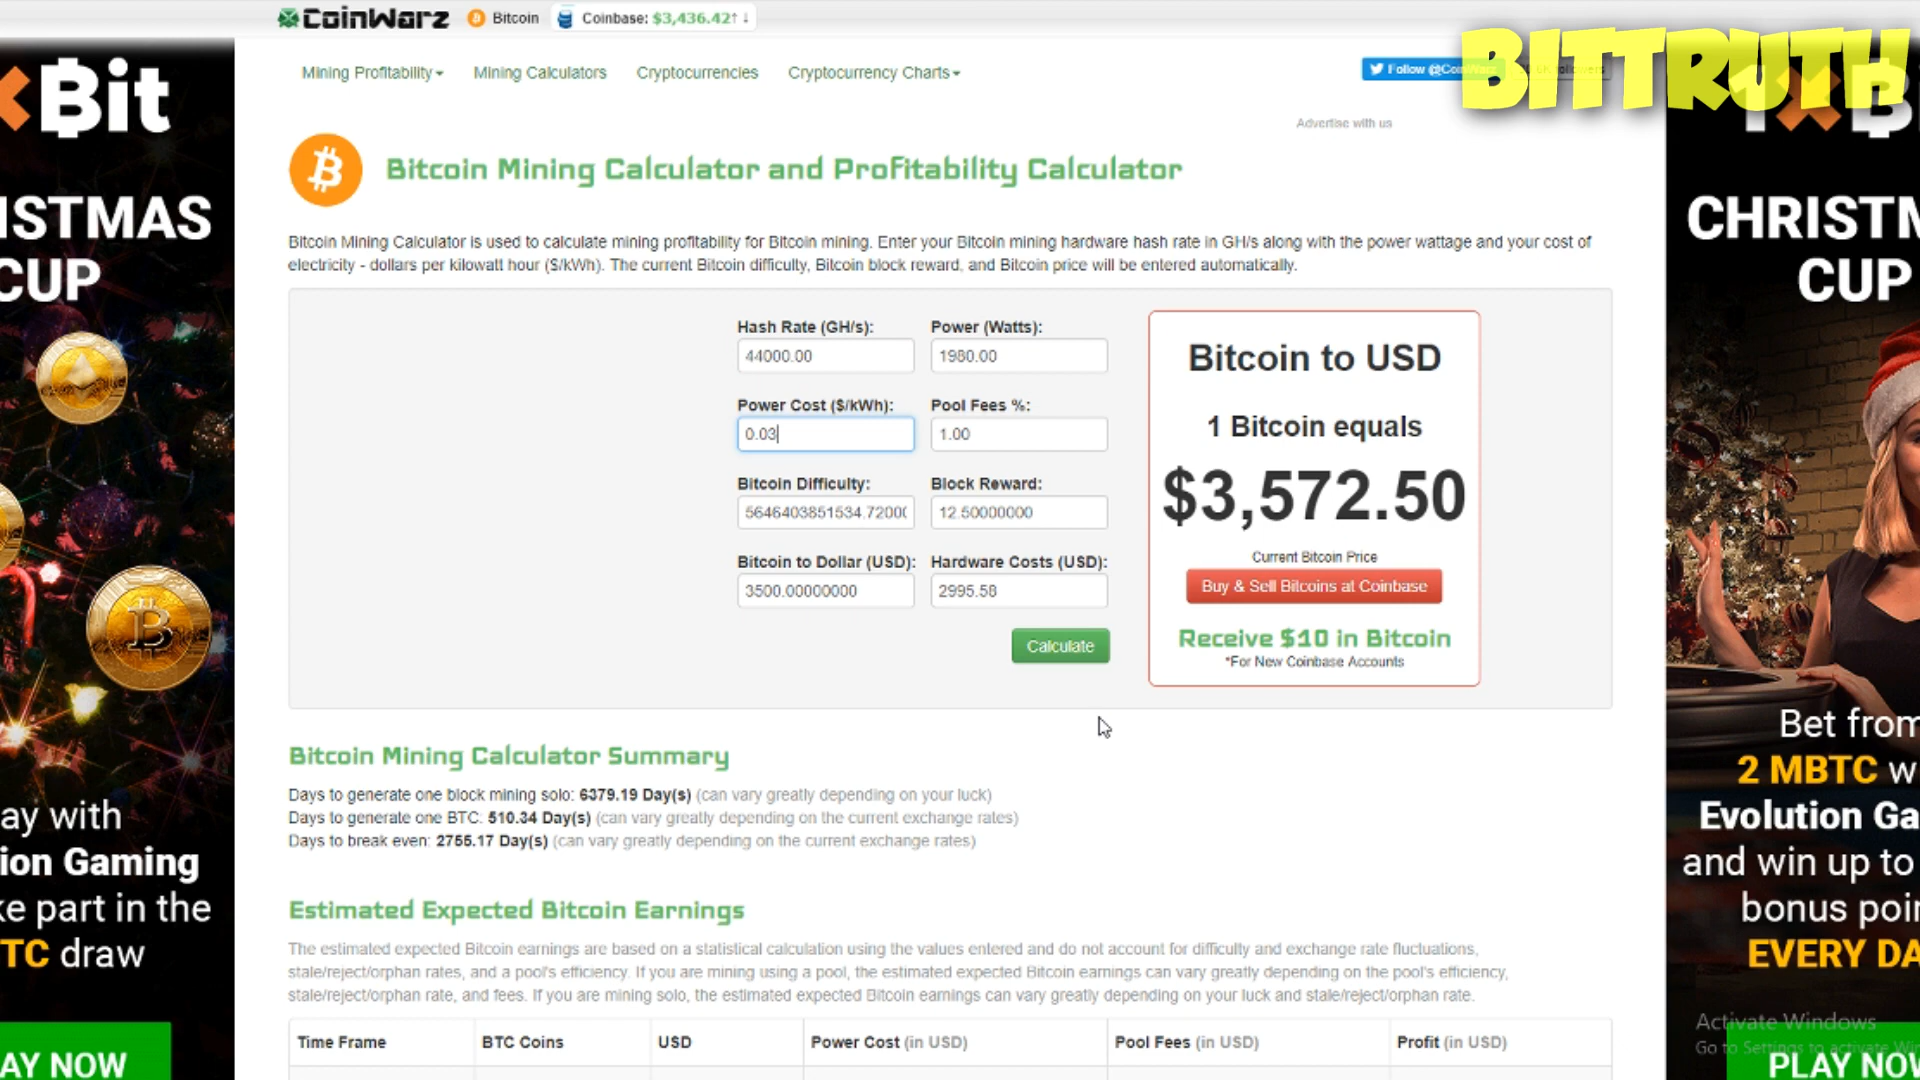 CoinWarz Bitcoin Coinbase: $3,436.42↑↓
BITTRUTH
Mining Profitability Mining Calculators Cryptocurrencies Cryptocurrency Charts
Follow
Advertise with us
Bitcoin Mining Calculator and Profitability Calculator
Bitcoin Mining Calculator is used to calculate mining profitability for Bitcoin mining. Enter your Bitcoin mining hardware hash rate in GH/s along with the power wattage and your cost of
electricity - dollars per kilowatt hour ($/kWh). The current Bitcoin difficulty, Bitcoin block reward, and Bitcoin price will be entered automatically.
Hash Rate (GH/s): Power (Watts):
44000.00 1980.00
Power Cost ($/kWh): Pool Fees %:
0.03 1.00
Bitcoin Difficulty: Block Reward:
5646403851534.7200 12.50000000
Bitcoin to Dollar (USD): Hardware Costs (USD):
3500.00000000 2995.58
Calculate
Bitcoin to USD
1 Bitcoin equals
$3,572.50
Current Bitcoin Price
Buy & Sell Bitcoins at Coinbase
Receive $10 in Bitcoin
*For New Coinbase Accounts
Bitcoin Mining Calculator Summary
Days to generate one block mining solo: 6379.19 Day(s) (can vary greatly depending on your luck)
Days to generate one BTC: 510.34 Day(s) (can vary greatly depending on the current exchange rates)
Days to break even: 2755.17 Day(s) (can vary greatly depending on the current exchange rates)
Estimated Expected Bitcoin Earnings
The estimated expected Bitcoin earnings are based on a statistical calculation using the values entered and do not account for difficulty and exchange rate fluctuations,
stale/reject/orphan rates, and a pool's efficiency. If you are mining using a pool, the estimated expected Bitcoin earnings can vary greatly depending on the pool's efficiency,
stale/reject/orphan rate, and fees. If you are mining solo, the estimated expected Bitcoin earnings can vary greatly depending on your luck and stale/reject/orphan rate.
Time Frame BTC Coins USD Power Cost (in USD) Pool Fees (in USD) Profit (in USD)
xBit
ISTMAS
CUP
ay with
ion Gaming
ke part in the
TC draw
AY NOW
1xB
CHRISTM
CUP
Bet from
2 MBTC w
Evolution Ga
and win up to
bonus poin
EVERY DA
Activate Windows
Go to Settings to activate Win
PLAY NOW